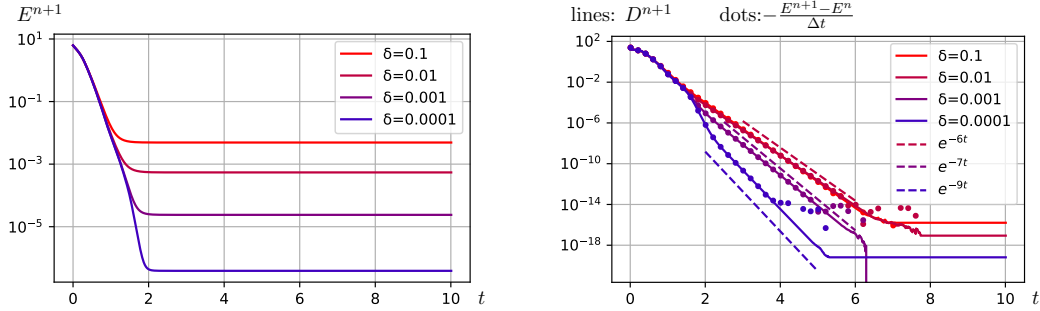 E^{n+1}
10^1
10^{-1}
10^{-3}
10^{-5}
δ=0.1
δ=0.01
δ=0.001
δ=0.0001
0 2 4 6 8 10 t
lines: D^{n+1} dots:-\frac{E^{n+1}-E^n}{Δt}
10^2
10^{-2}
10^{-6}
10^{-10}
10^{-14}
10^{-18}
δ=0.1
δ=0.01
δ=0.001
δ=0.0001
e^{-6t}
e^{-7t}
e^{-9t}
0 2 4 6 8 10 t